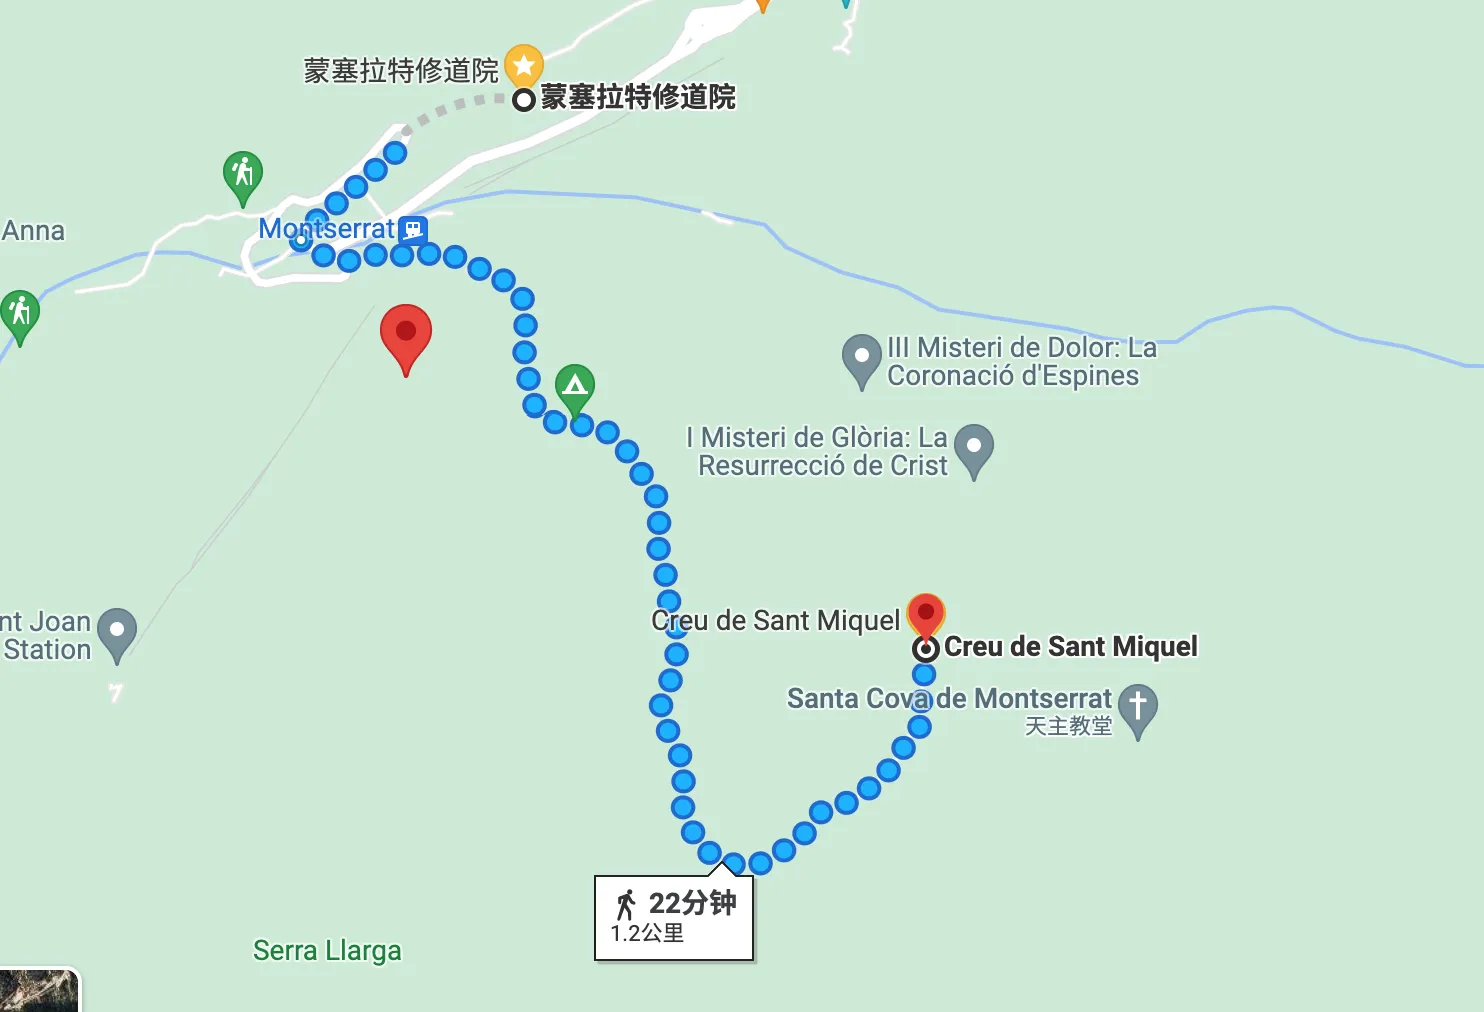 蒙塞拉特修道院
蒙塞拉特修道院
Anna
Montserrat
III Misteri de Dolor: La
Coronació d'Espines
I Misteri de Glòria: La
Resurrecció de Crist
nt Joan
Station
Creu de Sant Miquel
Creu de Sant Miquel
Santa Cova de Montserrat
天主教堂
22分钟
1.2公里
Serra Llarga